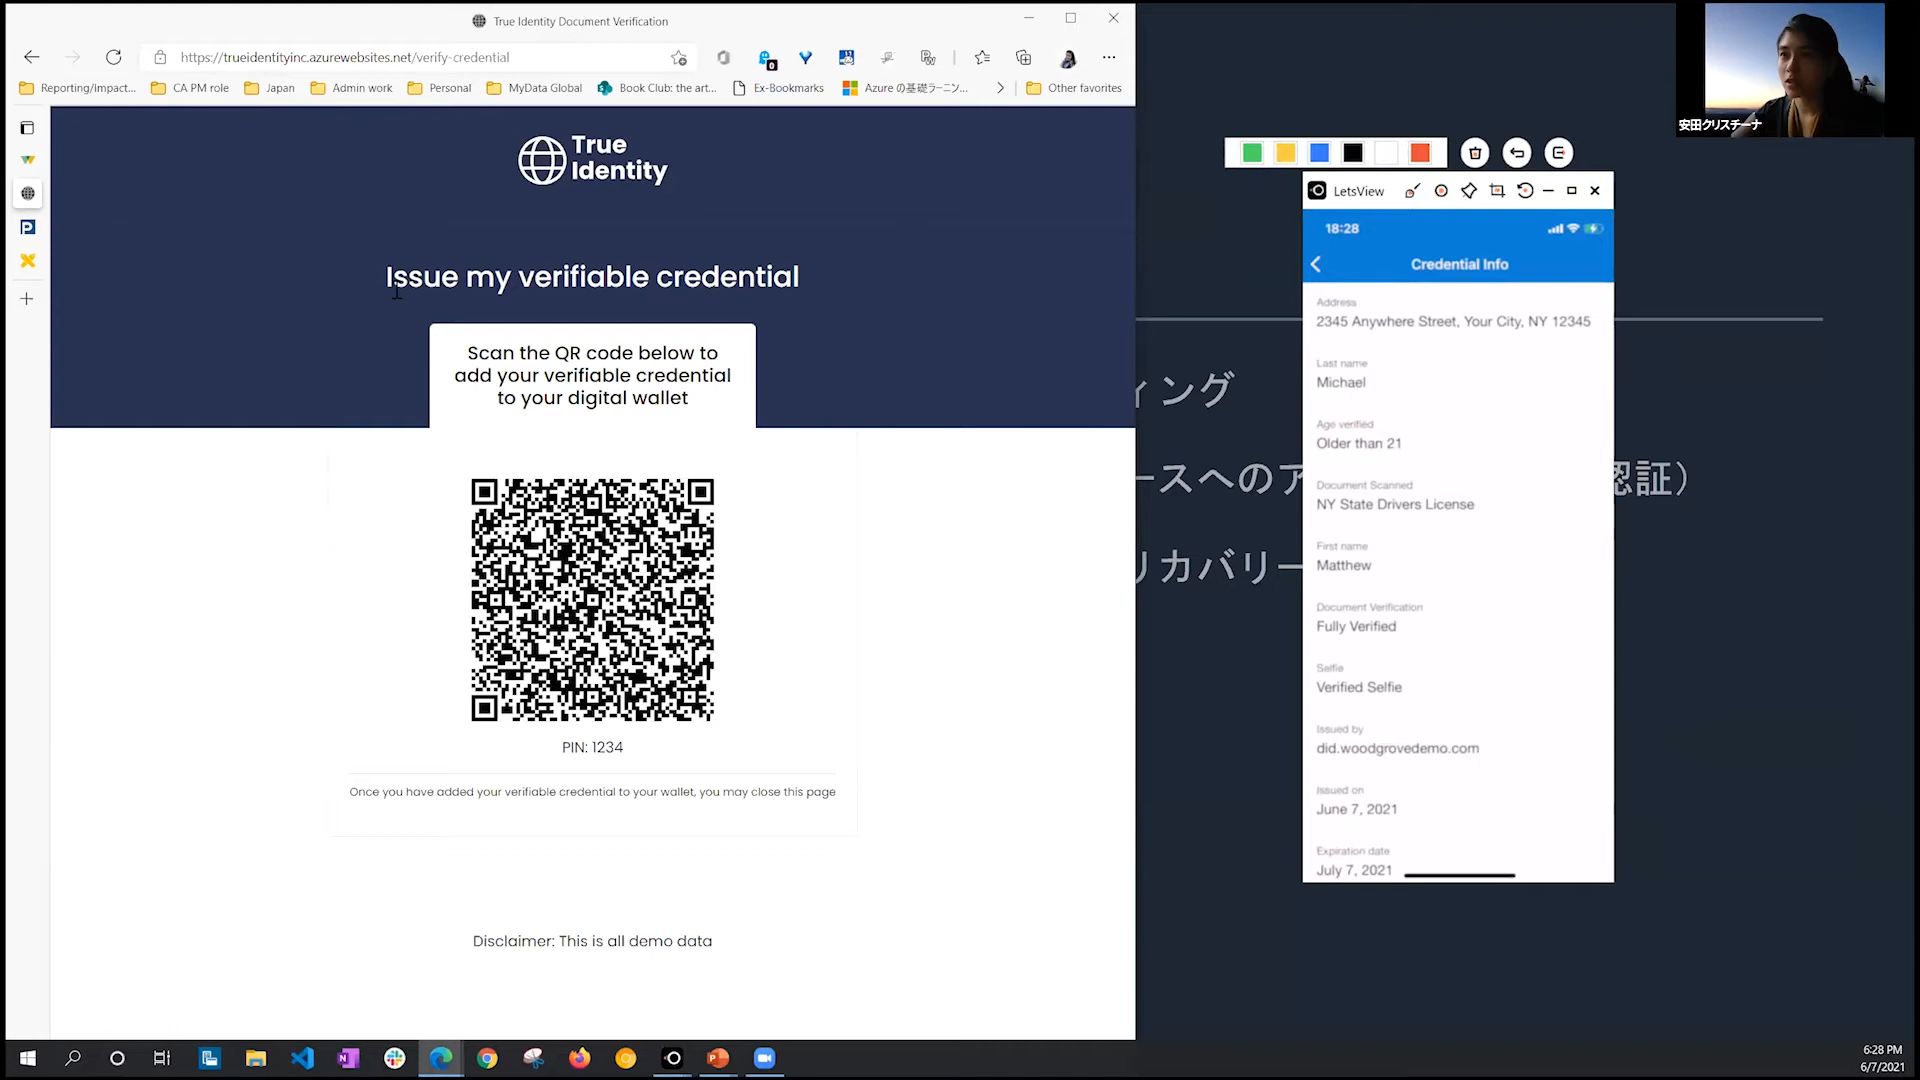 True Identity Document Verification
https://trueidentityinc.azurewebsites.net/verify-credential
Reporting/impact...
CA PM role
Japan
Admin work
Personal
MyData Global
Book Club: the art...
Ex-Bookmarks
Azure の基礎ラーニン...
Other favorites
True
Identity
Issue my verifiable credential
Scan the QR code below to
add your verifiable credential
to your digital wallet
PIN: 1234
Once you have added your verifiable credential to your wallet, you may close this page
Disclaimer: This is all demo data
安田クリスチーナ
ィング
ースへのア
認証）
リカバリー
LetsView
18:28
Credential Info
Address
2345 Anywhere Street, Your City, NY 12345
Last name
Michael
Age verified
Older than 21
Document Scanned
NY State Drivers License
First name
Matthew
Document Verification
Fully Verified
Selfie
Verified Selfie
Issued by
did.woodgrovedemo.com
Issued on
June 7, 2021
Expiration date
July 7, 2021
6:28 PM
6/7/2021